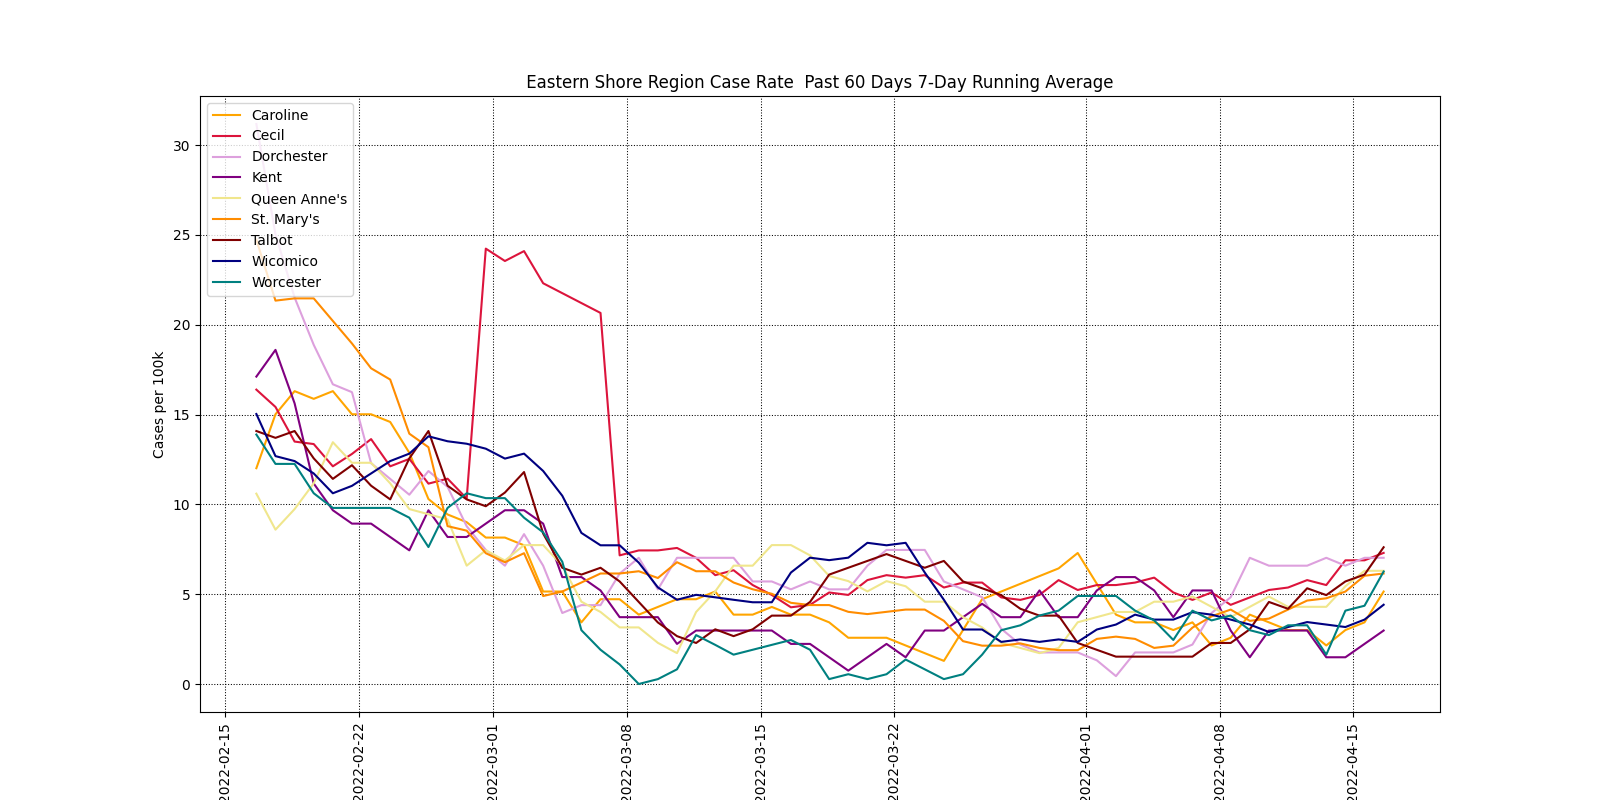 Eastern Shore Region Case Rate  Past 60 Days 7-Day Running Average
Caroline
Cecil
Dorchester
Kent
Queen Anne's
St. Mary's
Talbot
Wicomico
Worcester
Cases per 100k
30
25
20
15
10
5
0
2022-02-15
2022-02-22
2022-03-01
2022-03-08
2022-03-15
2022-03-22
2022-04-01
2022-04-08
2022-04-15